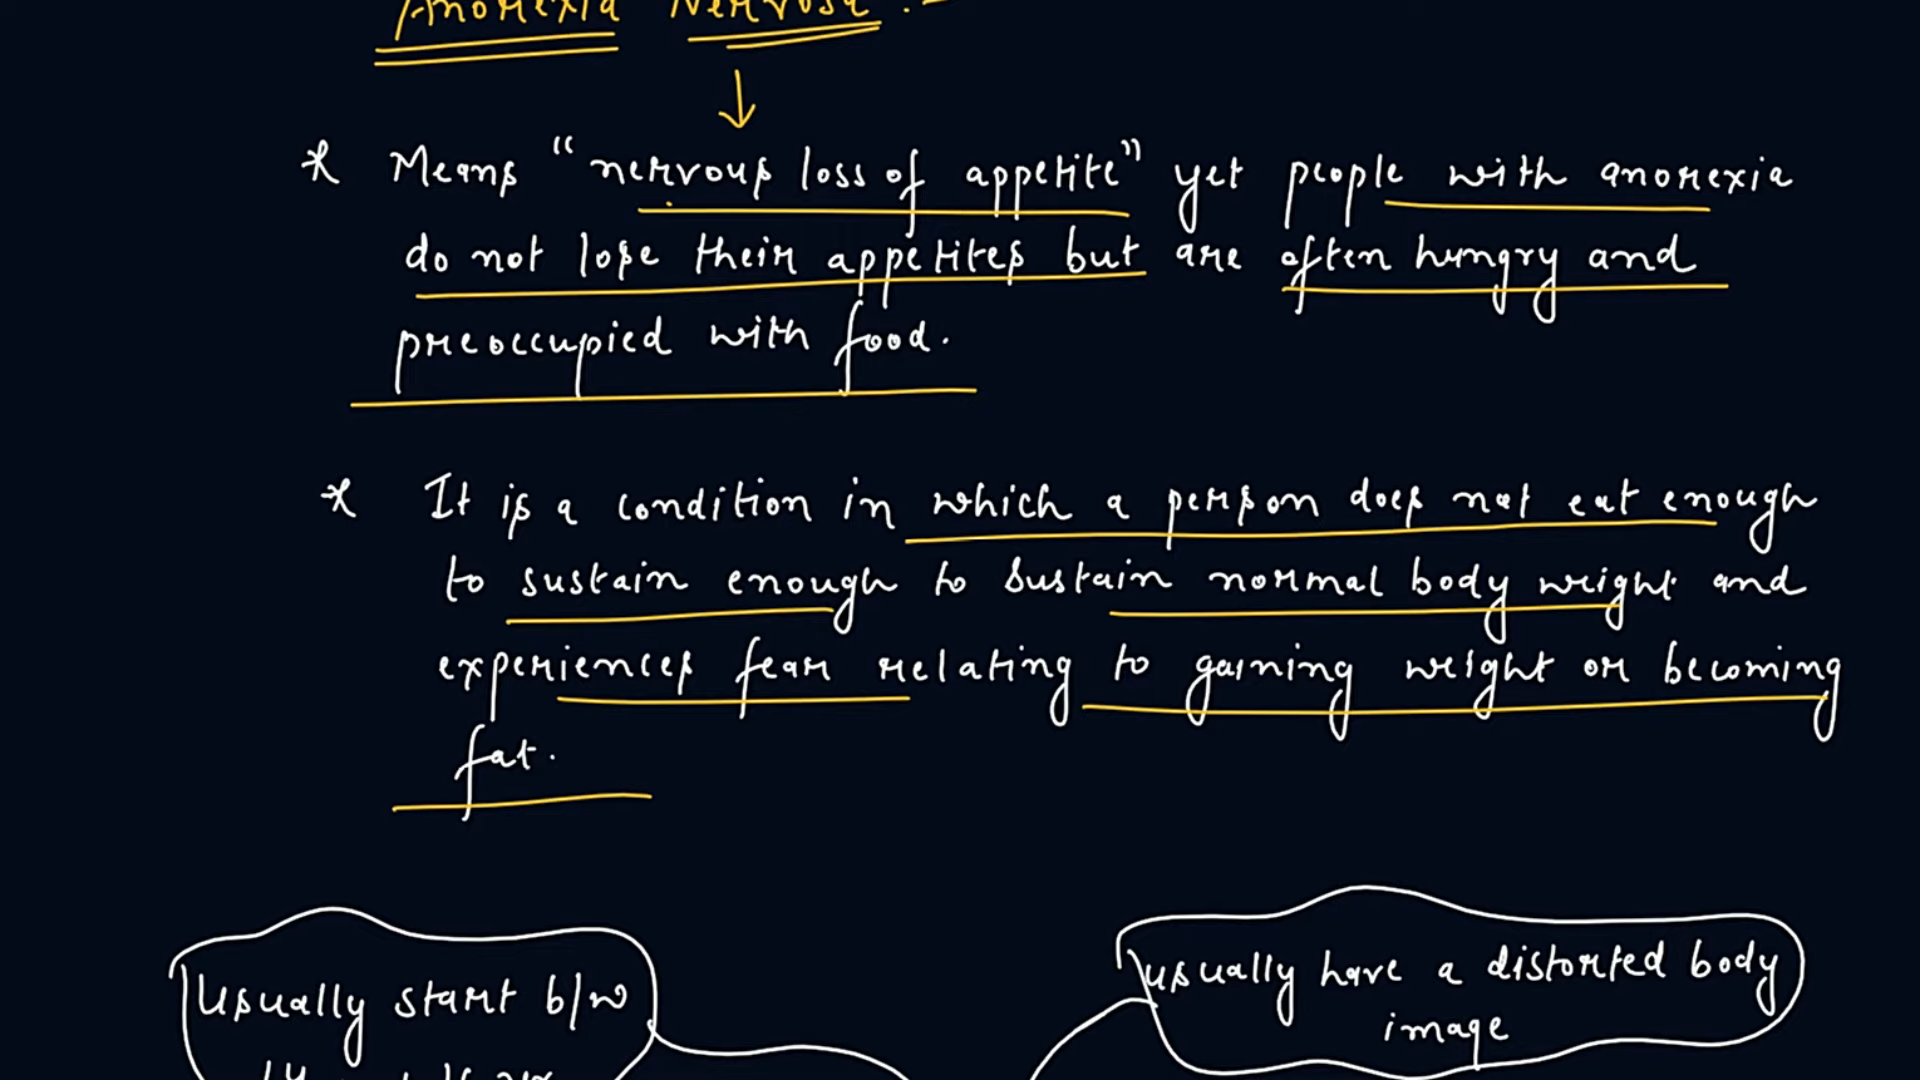 Anorexia Nervosa :-
* Means "nervous loss of appetite" yet people with anorexia
do not lose their appetites but are often hungry and
preoccupied with food.
* It is a condition in which a person does not eat enough
to sustain enough to sustain normal body weight and
experiences fear relating to gaining weight or becoming
fat.
Usually start b/w
usually have a distorted body
image